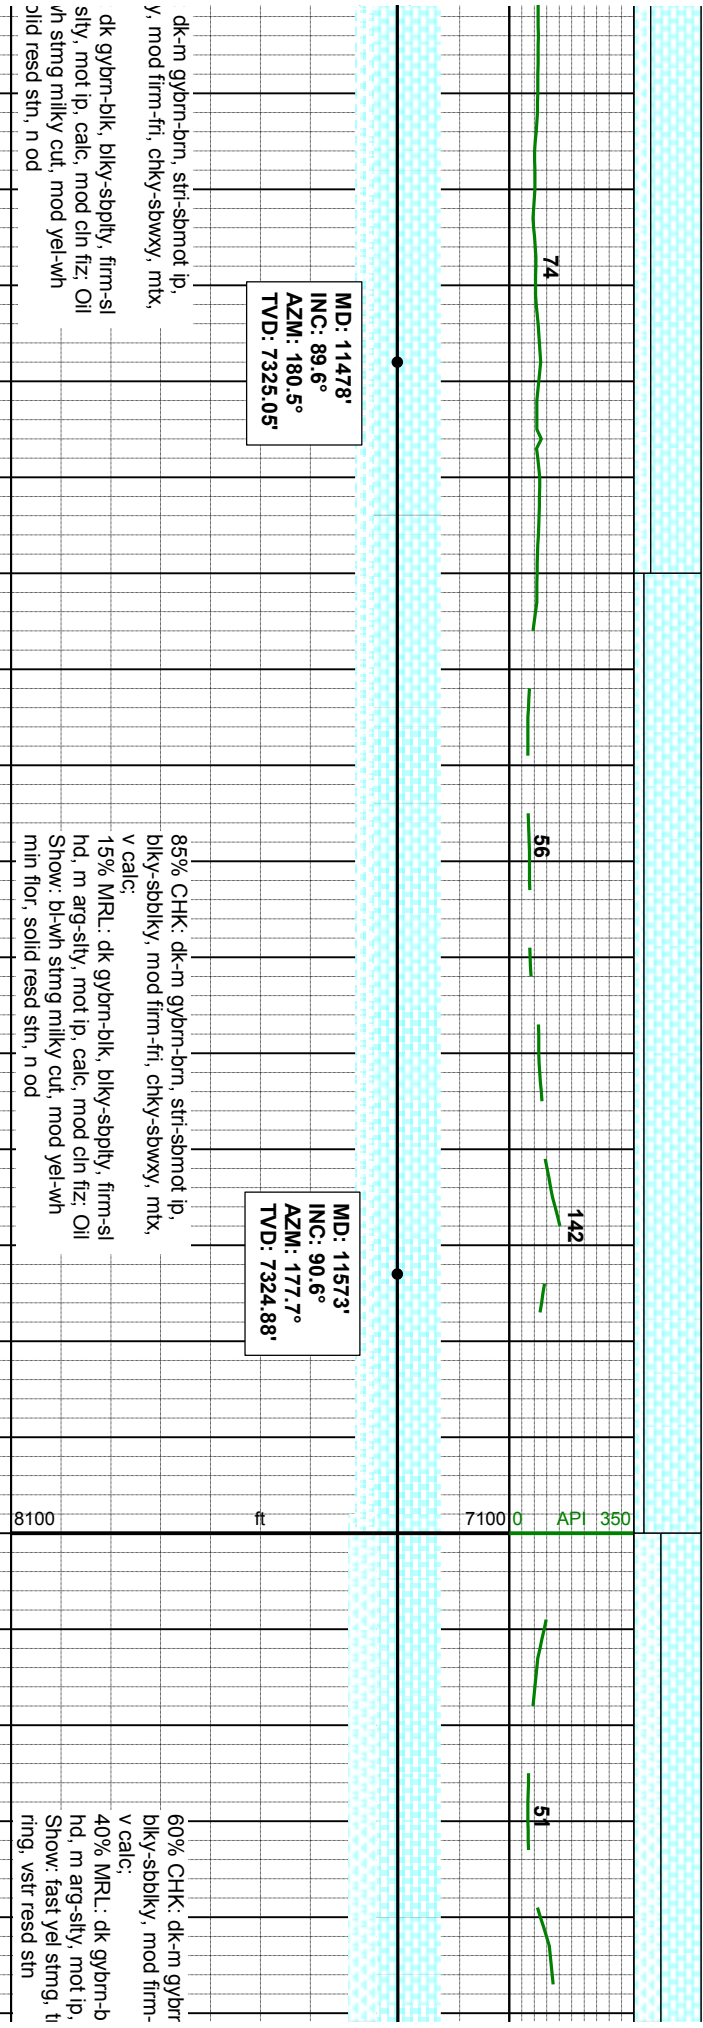 dk-m gybrn-brn, stri-sbmot ip,
y, mod firm-fri, chky-sbwxy, mtx,
dk gybrn-blk, blky-sbplty, firm-sl
slty, mot ip, calc, mod cln fiz; Oil
stmg milky cut, mod yel-wh
resd stn, n od
MD: 11478'
INC: 89.6°
AZM: 180.5°
TVD: 7325.05'
74
85% CHK: dk-m gybrn-brn, stri-sbmot ip,
blky-sbblky, mod firm-fri, chky-sbwxy, mtx,
v calc;
15% MRL: dk gybrn-blk, blky-sbplty, firm-sl
hd, m arg-slty, mot ip, calc, mod cln fiz; Oil
Show: bl-wh stmg milky cut, mod yel-wh
min flor, solid resd stn, n od
56
MD: 11573'
INC: 90.6°
AZM: 177.7°
TVD: 7324.88'
142
8100 ft 7100 0 API 350
60% CHK: dk-m gybrn
blky-sbblky, mod firm-
v calc;
40% MRL: dk gybrn-b
hd, m arg-slty, mot ip,
Show: fast yel stmg,
ring, vstr resd stn
51